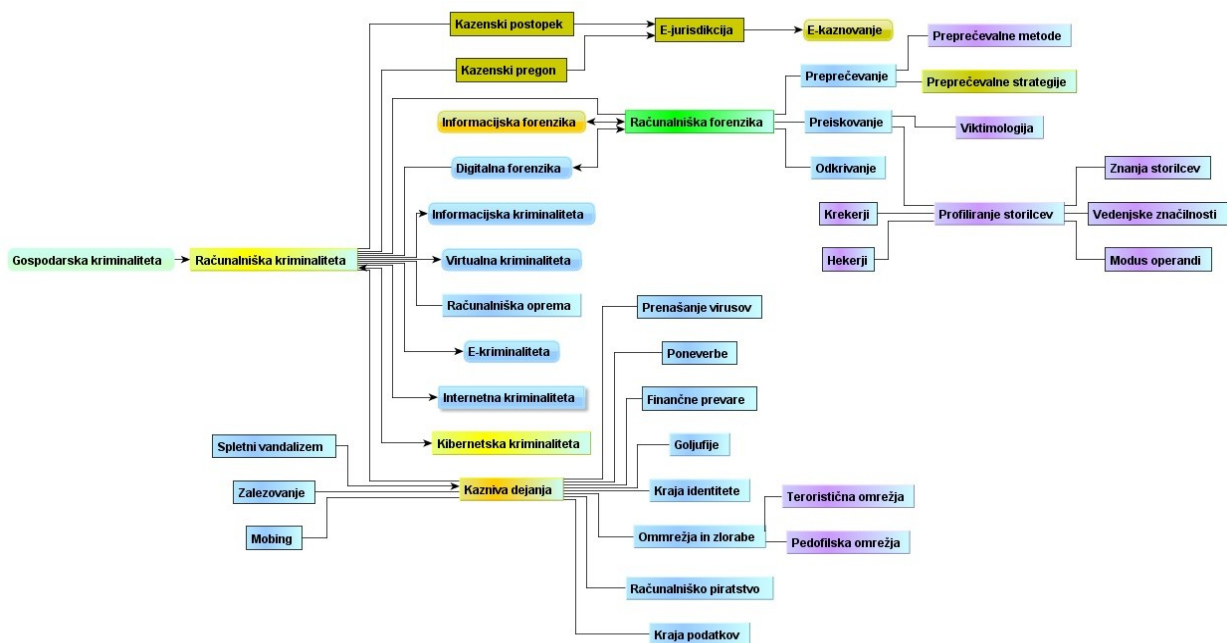 Kazenski postopek
E-jurisdikcija
E-kaznovanje
Preprečevalne metode
Kazenski pregon
Preprečevanje
Preprečevalne strategije
Informacijska forenzika
Računalniška forenzika
Preiskovanje
Viktimologija
Digitalna forenzika
Odkrivanje
Znanja storilcev
Informacijska kriminaliteta
Krekerji
Profiliranje storilcev
Vedenjske značilnosti
Gospodarska kriminaliteta
Računalniška kriminaliteta
Virtualna kriminaliteta
Hekerji
Modus operandi
Računalniška oprema
Prenašanje virusov
E-kriminaliteta
Poneverbe
Internetna kriminaliteta
Finančne prevare
Spletni vandalizem
Kibernetska kriminaliteta
Goljufije
Zalezovanje
Kazniva dejanja
Kraja identitete
Teroristična omrežja
Mobing
Ommrežja in zlorabe
Pedofilska omrežja
Računalniško piratstvo
Kraja podatkov